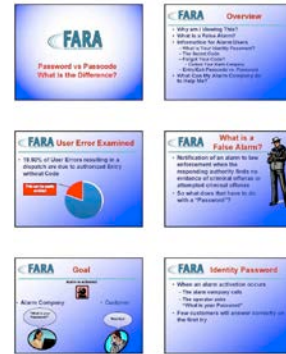 FARA
Password vs Passcode
What is the Difference?
FARA Overview
• Why am I Viewing This?
• What is a False Alarm?
• Information for Alarm Users
– What is Your Identity Password?
– The Secret Code
– Forgot Your Code?
• Contact Your Alarm Company
What Can My Alarm Company do
to Help Me?
FARA User Error Examined
of User Errors resulting in a
dispatch are due to authorized Entry
without Code
FARA What is a
False Alarm?
• Notification of an alarm to law
enforcement when the
responding authority finds no
evidence of criminal offense or
attempted criminal offense
• So what does that have to do
with a "Password"?
FARA Goal
• Alarm Company
FARA Identity Password
• When an alarm activation occurs
– The alarm company calls
– The operator asks
"What is your Password"
• Few customers will answer correctly on
the first try